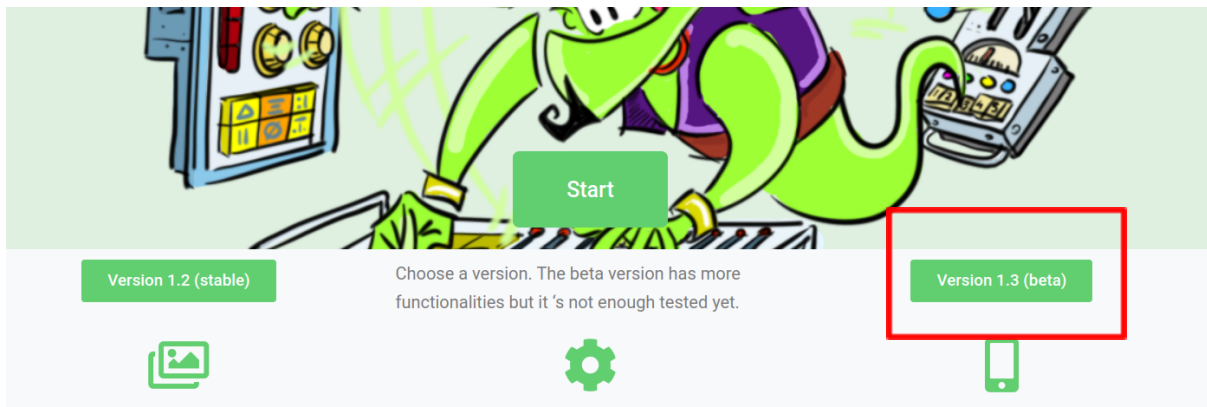 Start
Version 1.2 (stable)
Choose a version. The beta version has more
functionalities but it ‘s not enough tested yet.
Version 1.3 (beta)